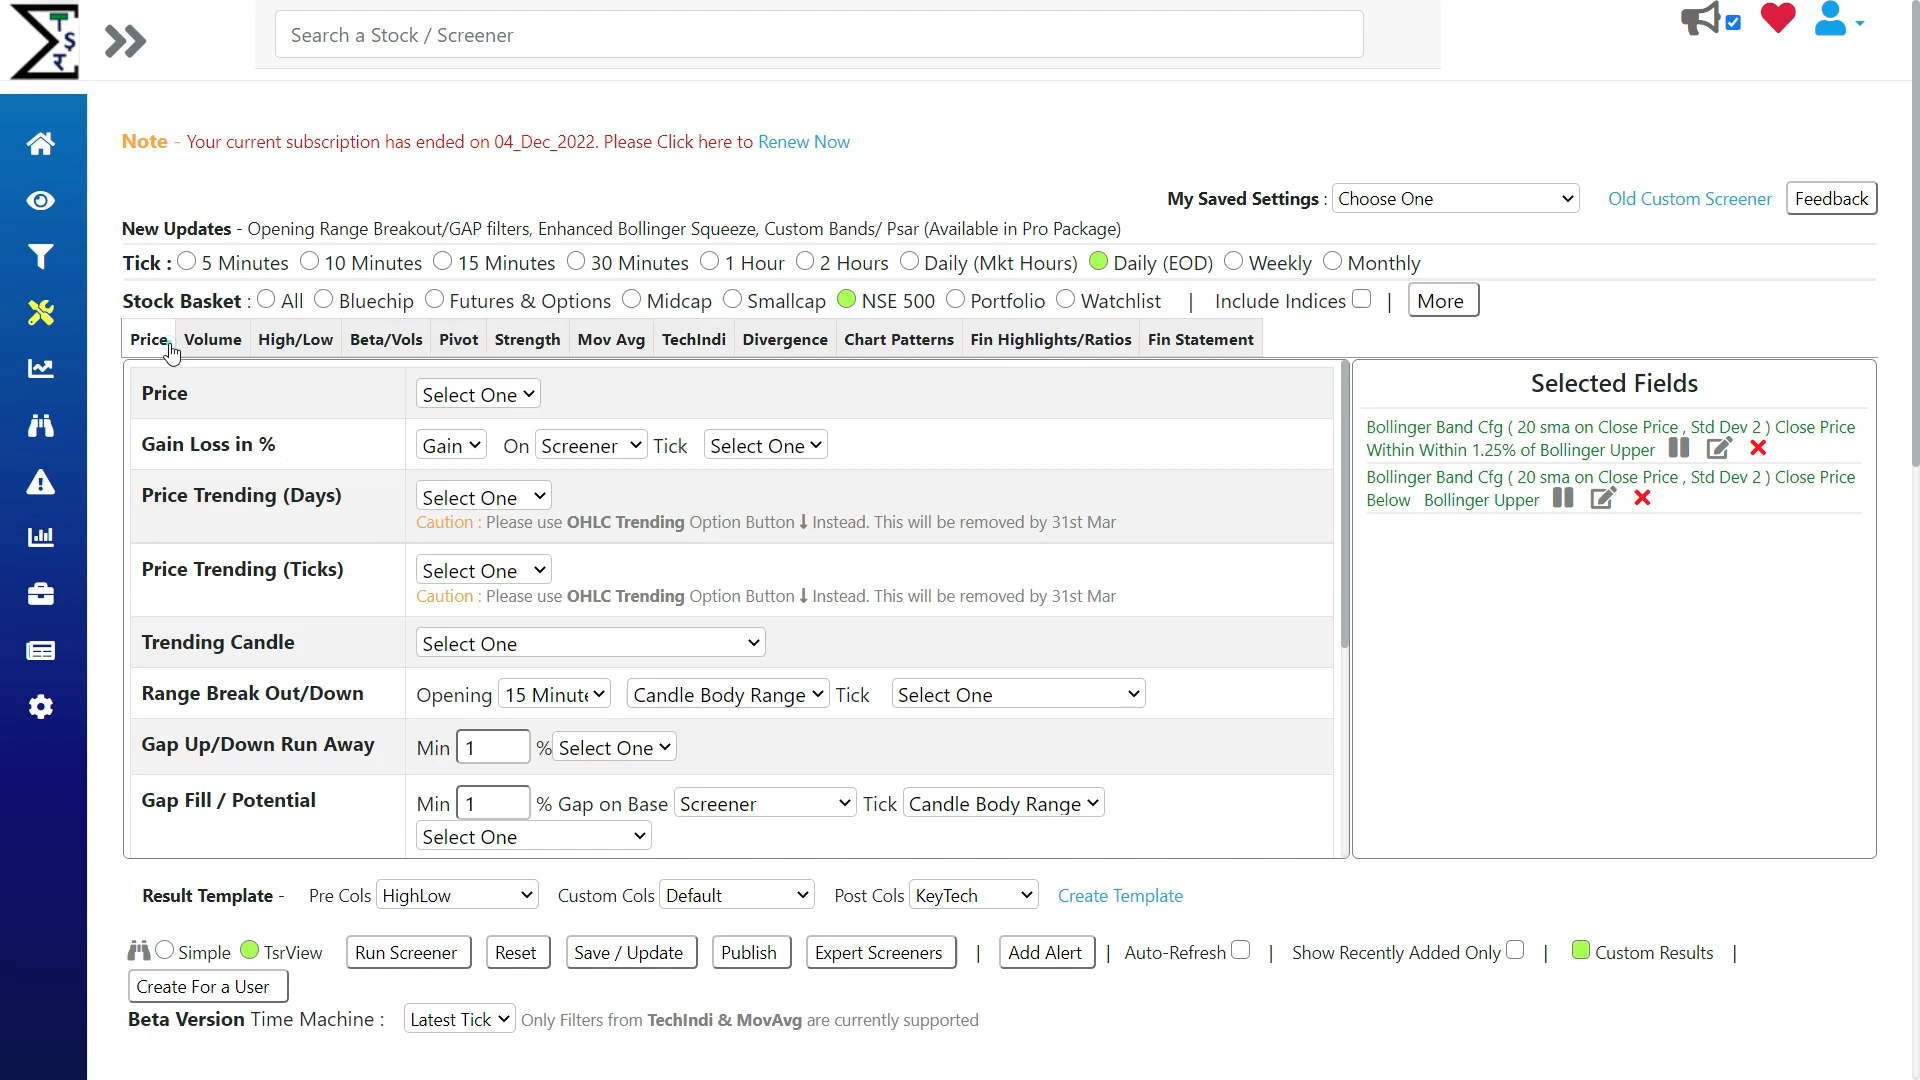 T
$
₹
Search a Stock / Screener
Note - Your current subscription has ended on 04_Dec_2022. Please Click here to Renew Now
My Saved Settings : Choose One Old Custom Screener Feedback
New Updates - Opening Range Breakout/GAP filters, Enhanced Bollinger Squeeze, Custom Bands/ Psar (Available in Pro Package)
Tick : 5 Minutes 10 Minutes 15 Minutes 30 Minutes 1 Hour 2 Hours Daily (Mkt Hours) Daily (EOD) Weekly Monthly
Stock Basket : All Bluechip Futures & Options Midcap Smallcap NSE 500 Portfolio Watchlist | Include Indices | More
Price Volume High/Low Beta/Vols Pivot Strength Mov Avg TechIndi Divergence Chart Patterns Fin Highlights/Ratios Fin Statement
Price Select One
Gain Loss in % Gain On Screener Tick Select One
Price Trending (Days) Select One
Caution : Please use OHLC Trending Option Button ⬇ Instead. This will be removed by 31st Mar
Price Trending (Ticks) Select One
Caution : Please use OHLC Trending Option Button ⬇ Instead. This will be removed by 31st Mar
Trending Candle Select One
Range Break Out/Down Opening 15 Minute Candle Body Range Tick Select One
Gap Up/Down Run Away Min 1 % Select One
Gap Fill / Potential Min 1 % Gap on Base Screener Tick Candle Body Range
Select One
Selected Fields
Bollinger Band Cfg ( 20 sma on Close Price , Std Dev 2 ) Close Price
Within Within 1.25% of Bollinger Upper
Bollinger Band Cfg ( 20 sma on Close Price , Std Dev 2 ) Close Price
Below Bollinger Upper
Result Template - Pre Cols HighLow Custom Cols Default Post Cols KeyTech Create Template
Simple TsrView Run Screener Reset Save / Update Publish Expert Screeners | Add Alert | Auto-Refresh | Show Recently Added Only | Custom Results |
Create For a User
Beta Version Time Machine : Latest Tick Only Filters from TechIndi & MovAvg are currently supported